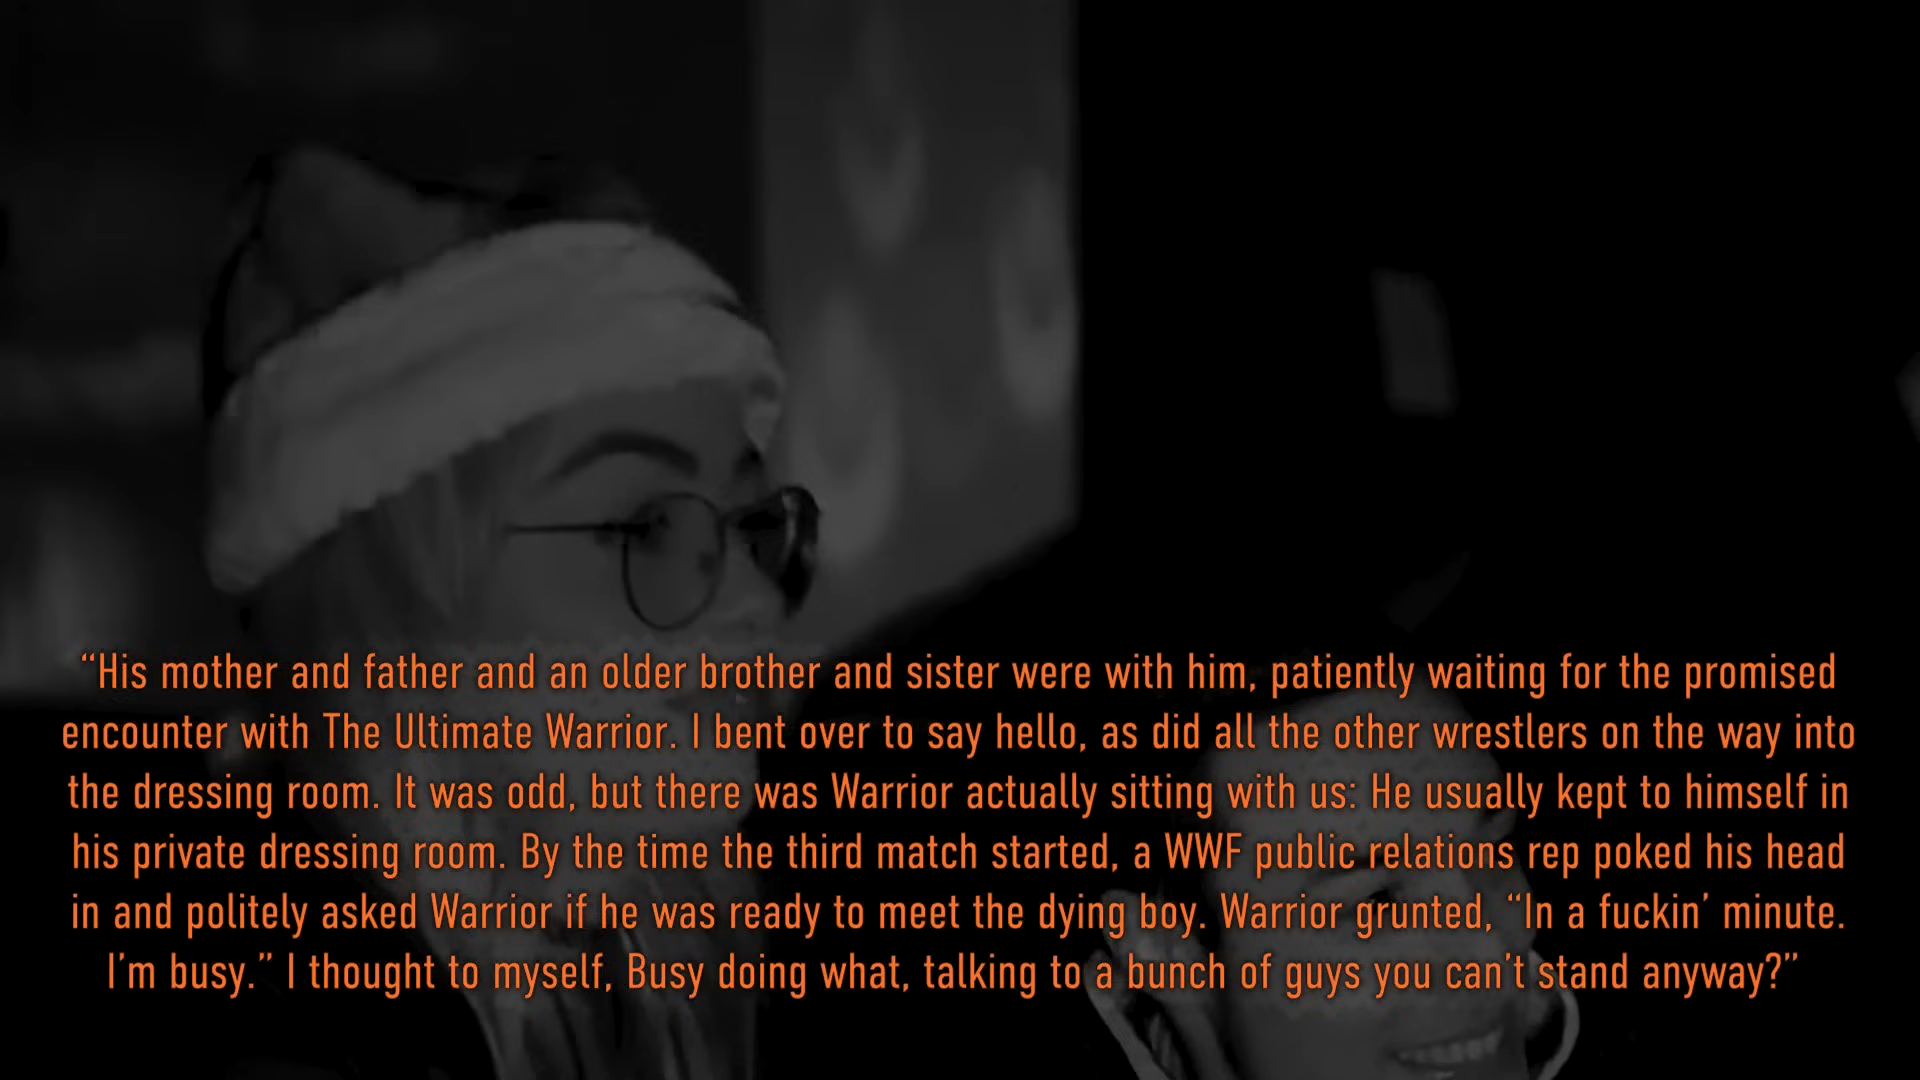 “His mother and father and an older brother and sister were with him, patiently waiting for the promised
encounter with The Ultimate Warrior. I bent over to say hello, as did all the other wrestlers on the way into
the dressing room. It was odd, but there was Warrior actually sitting with us: He usually kept to himself in
his private dressing room. By the time the third match started, a WWF public relations rep poked his head
in and politely asked Warrior if he was ready to meet the dying boy. Warrior grunted, “In a fuckin’ minute.
I’m busy.” I thought to myself, Busy doing what, talking to a bunch of guys you can’t stand anyway?”